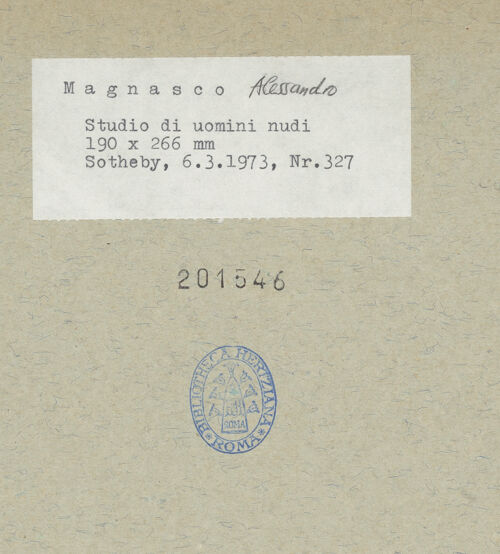 Magnasco Alessandro
Studio di uomini nudi
190 x 266 mm
Sotheby, 6.3.1973, Nr.327
201546
BIBLIOTHECA HERTZIANA
ROMA
*ROMA*